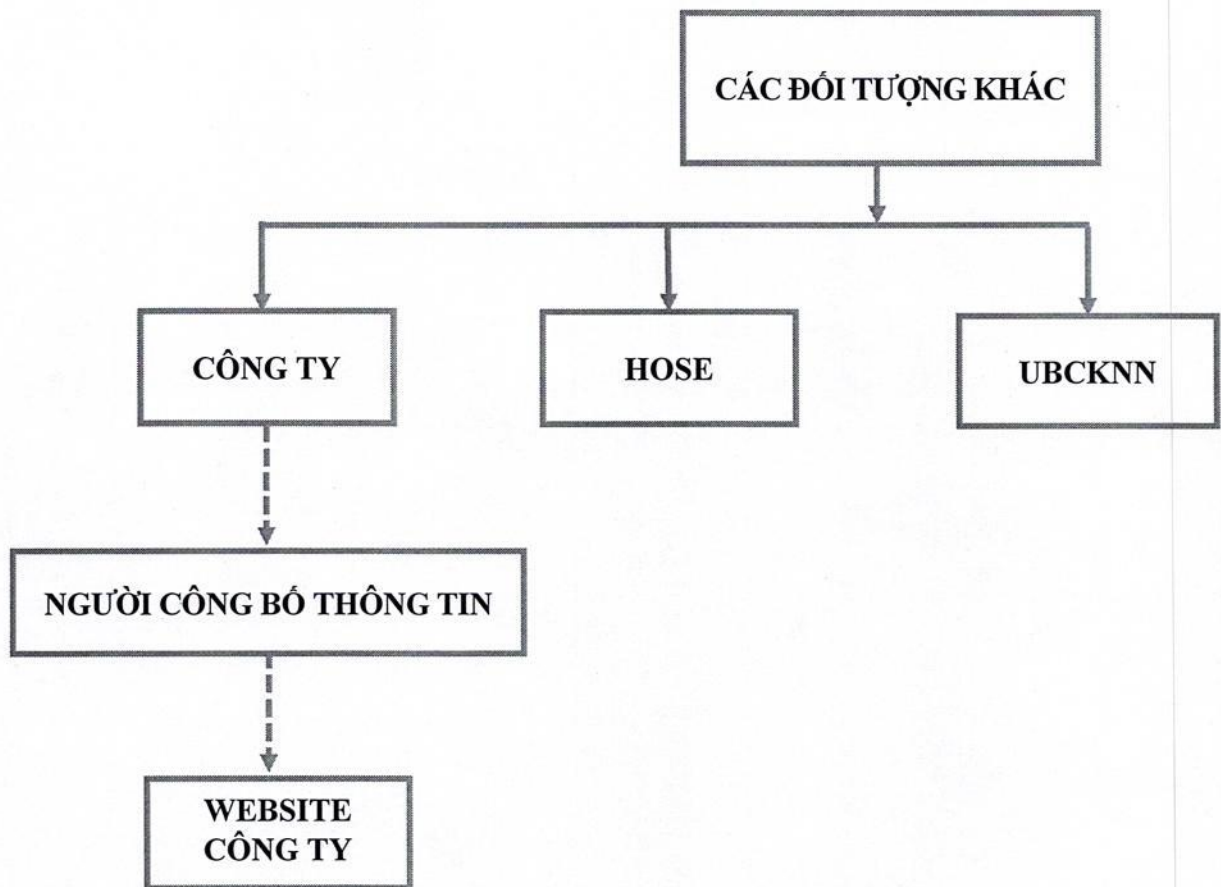 CÁC ĐỐI TƯỢNG KHÁC
CÔNG TY
HOSE
UBCKNN
NGƯỜI CÔNG BỐ THÔNG TIN
WEBSITE
CÔNG TY